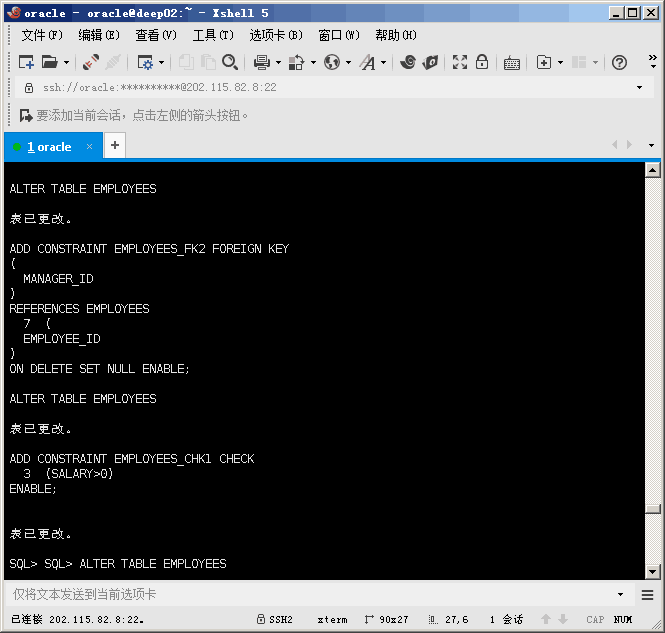 oracle - oracle@deep02:~ - Xshell 5
文件(F) 编辑(E) 查看(V) 工具(T) 选项卡(B) 窗口(W) 帮助(H)
ssh://oracle:**********@202.115.82.8:22
要添加当前会话，点击左侧的箭头按钮。
1 oracle × +
ALTER TABLE EMPLOYEES
表已更改。
ADD CONSTRAINT EMPLOYEES_FK2 FOREIGN KEY
(
MANAGER_ID
)
REFERENCES EMPLOYEES
7 (
EMPLOYEE_ID
)
ON DELETE SET NULL ENABLE;
ALTER TABLE EMPLOYEES
表已更改。
ADD CONSTRAINT EMPLOYEES_CHK1 CHECK
3 (SALARY>0)
ENABLE;
表已更改。
SQL> SQL> ALTER TABLE EMPLOYEES
仅将文本发送到当前选项卡
已连接 202.115.82.8:22。 SSH2 xterm 90x27 27,6 1 会话 CAP NUM